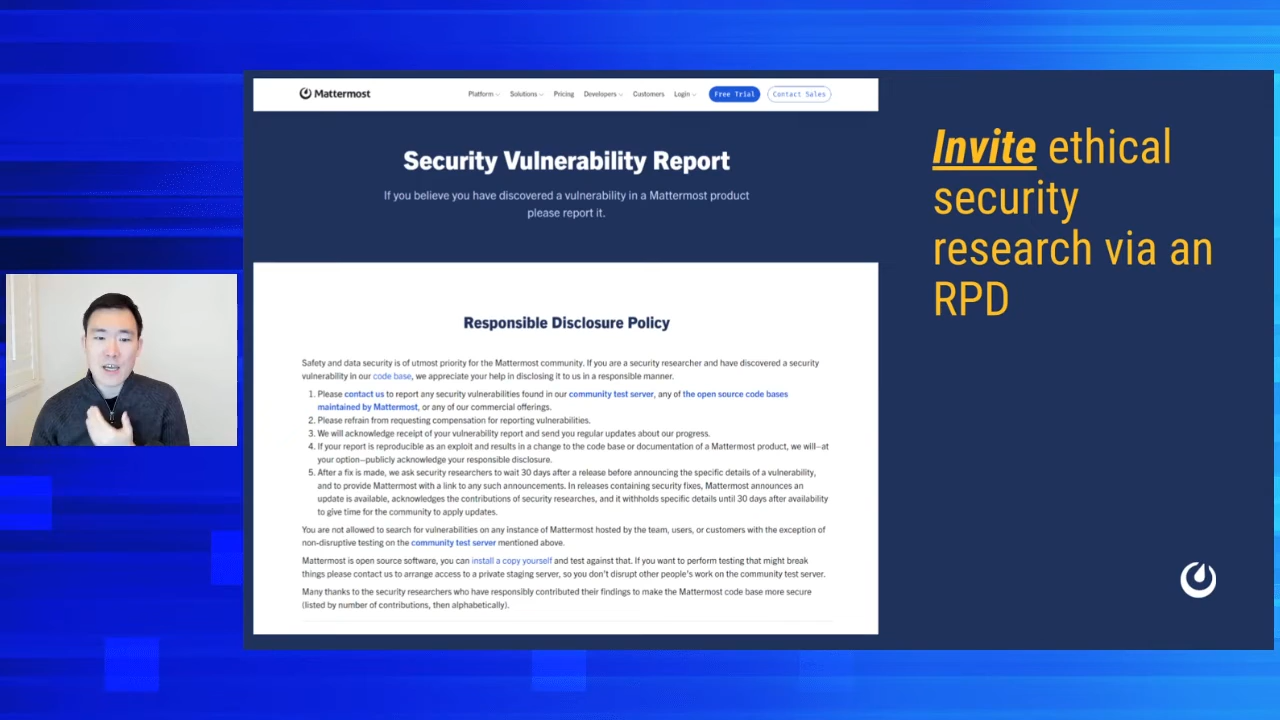 Mattermost
Platform Solutions Pricing Developers Customers Login Free Trial Contact Sales
Security Vulnerability Report
If you believe you have discovered a vulnerability in a Mattermost product
please report it.
Responsible Disclosure Policy
Safety and data security is of utmost priority for the Mattermost community. If you are a security researcher and have discovered a security
vulnerability in our code base, we appreciate your help in disclosing it to us in a responsible manner.
1. Please contact us to report any security vulnerabilities found in our community test server, any of the open source code bases
maintained by Mattermost, or any of our commercial offerings.
2. Please refrain from requesting compensation for reporting vulnerabilities.
3. We will acknowledge receipt of your vulnerability report and send you regular updates about our progress.
4. If your report is reproducible as an exploit and results in a change to the code base or documentation of a Mattermost product, we will–at
your option–publicly acknowledge your responsible disclosure.
5. After a fix is made, we ask security researchers to wait 30 days after a release before announcing the specific details of a vulnerability,
and to provide Mattermost with a link to any such announcements. In releases containing security fixes, Mattermost announces an
update is available, acknowledges the contributions of security researches, and it withholds specific details until 30 days after availability
to give time for the community to apply updates.
You are not allowed to search for vulnerabilities on any instance of Mattermost hosted by the team, users, or customers with the exception of
non-disruptive testing on the community test server mentioned above.
Mattermost is open source software, you can install a copy yourself and test against that. If you want to perform testing that might break
things please contact us to arrange access to a private staging server, so you don't disrupt other people's work on the community test server.
Many thanks to the security researchers who have responsibly contributed their findings to make the Mattermost code base more secure
(listed by number of contributions, then alphabetically).
Invite ethical
security
research via an
RPD